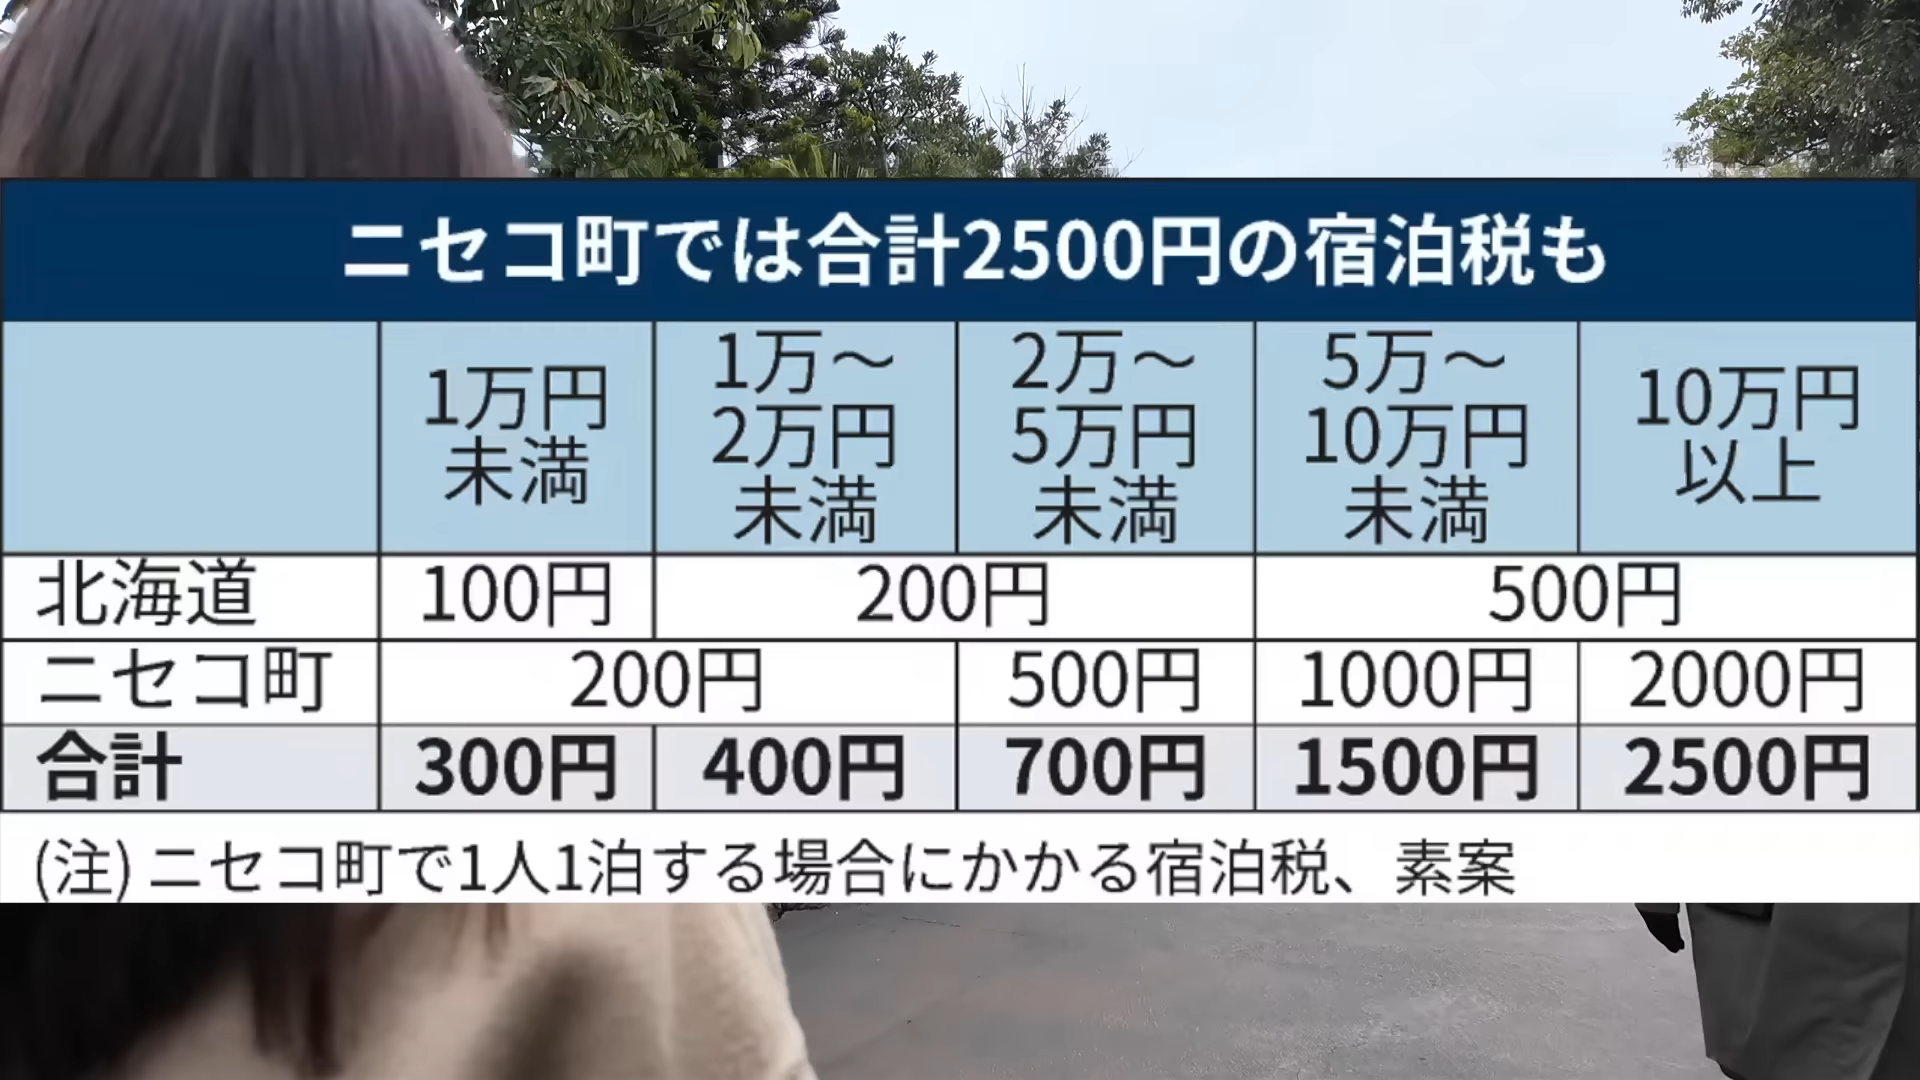 ニセコ町では合計2500円の宿泊税も
1万円
未満
1万～
2万円
未満
2万～
5万円
未満
5万～
10万円
未満
10万円
以上
北海道 100円 200円 500円
ニセコ町 200円 500円 1000円 2000円
合計 300円 400円 700円 1500円 2500円
(注) ニセコ町で1人1泊する場合にかかる宿泊税、素案